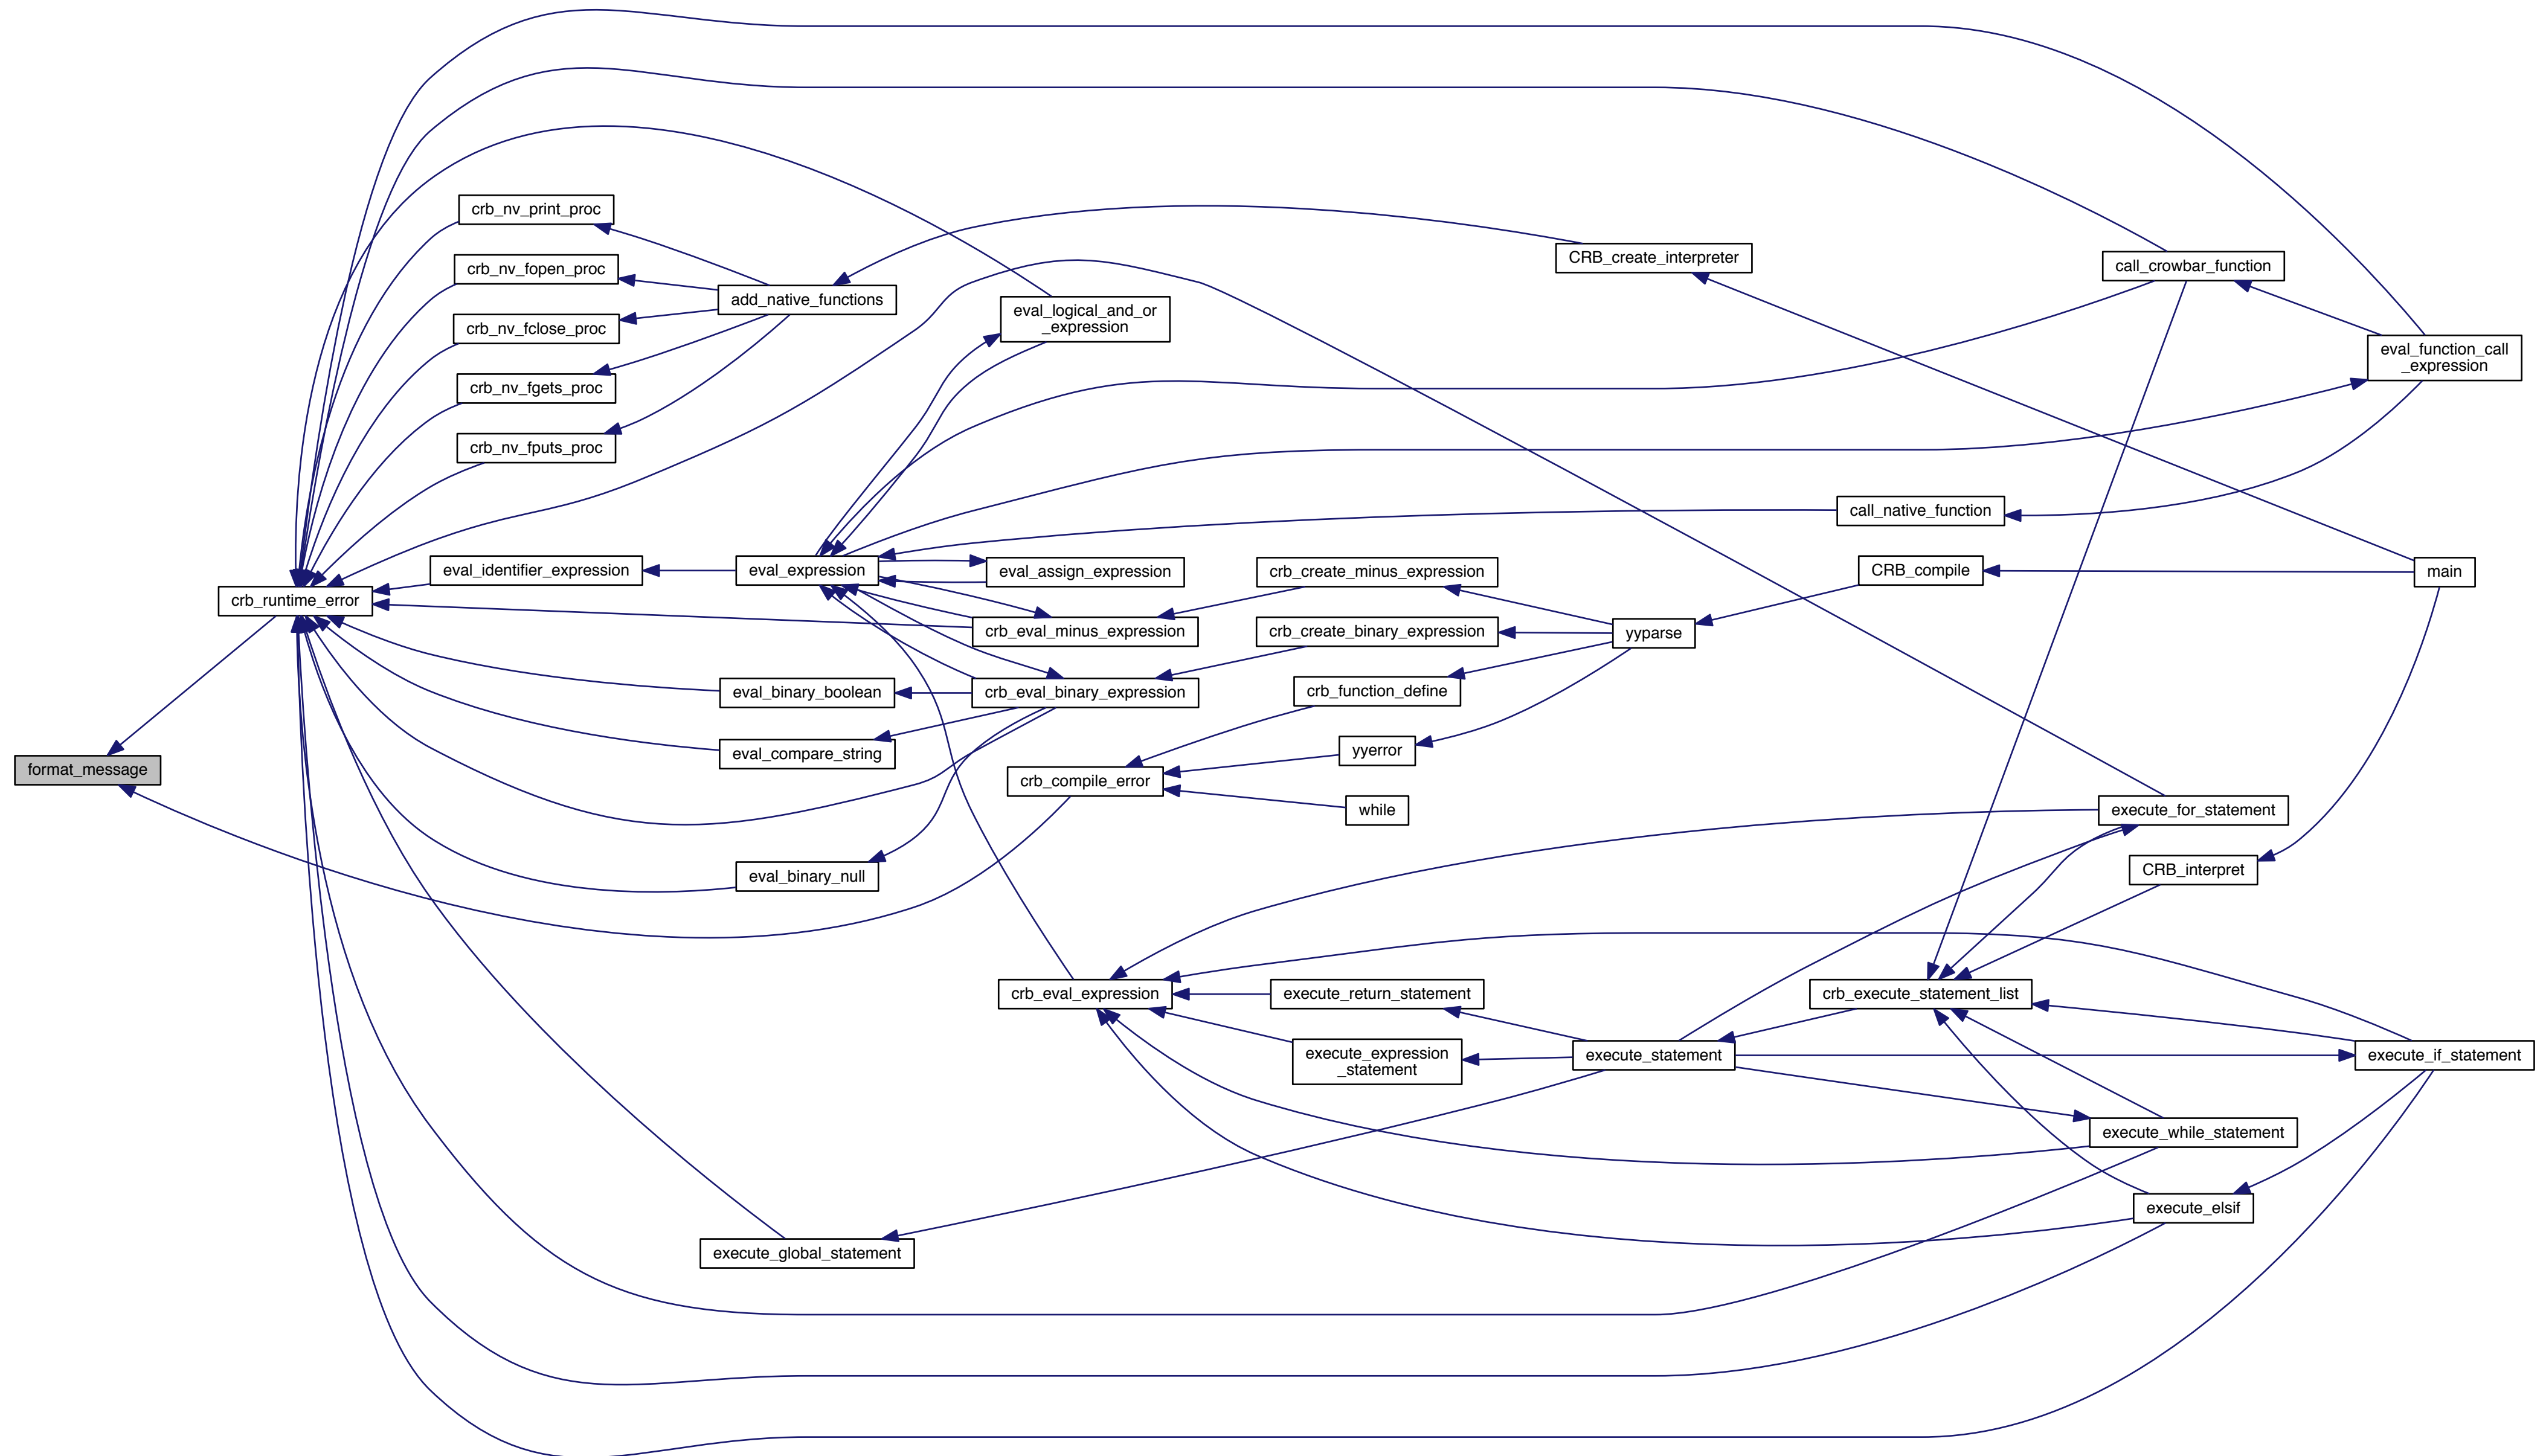 crb_nv_print_proc
crb_nv_fopen_proc
crb_nv_fclose_proc
crb_nv_fgets_proc
crb_nv_fputs_proc
add_native_functions
CRB_create_interpreter
call_crowbar_function
eval_logical_and_or
_expression
eval_function_call
_expression
call_native_function
eval_identifier_expression
eval_expression
eval_assign_expression
crb_create_minus_expression
CRB_compile
main
crb_runtime_error
crb_eval_minus_expression
crb_create_binary_expression
yyparse
eval_binary_boolean
crb_eval_binary_expression
crb_function_define
eval_compare_string
yyerror
format_message
crb_compile_error
while
execute_for_statement
eval_binary_null
CRB_interpret
crb_eval_expression
execute_return_statement
crb_execute_statement_list
execute_expression
_statement
execute_statement
execute_if_statement
execute_while_statement
execute_elsif
execute_global_statement